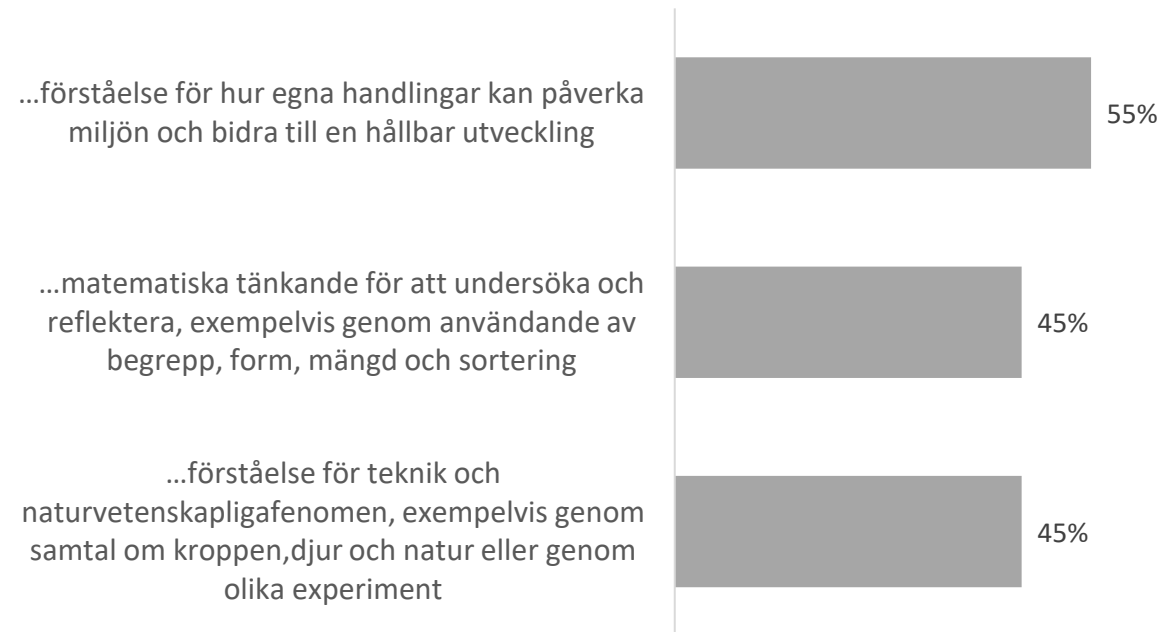 …förståelse för hur egna handlingar kan påverka
miljön och bidra till en hållbar utveckling
55%
…matematiska tänkande för att undersöka och
reflektera, exempelvis genom användande av
begrepp, form, mängd och sortering
45%
…förståelse för teknik och
naturvetenskapligafenomen, exempelvis genom
samtal om kroppen,djur och natur eller genom
olika experiment
45%